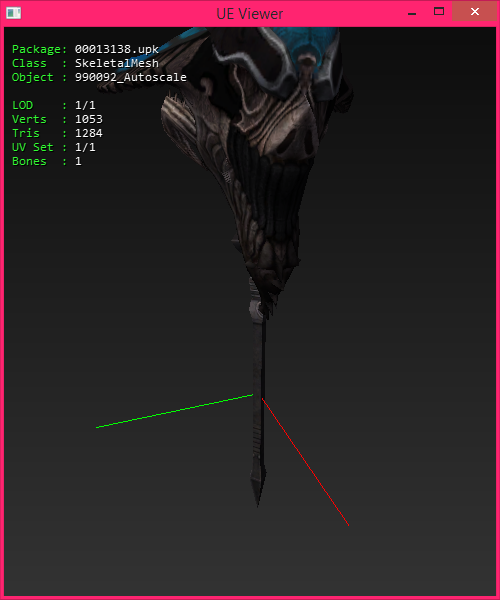 UE Viewer
Package: 00013138.upk
Class : SkeletalMesh
Object : 990092_Autoscale
LOD : 1/1
Verts : 1053
Tris : 1284
UV Set : 1/1
Bones : 1